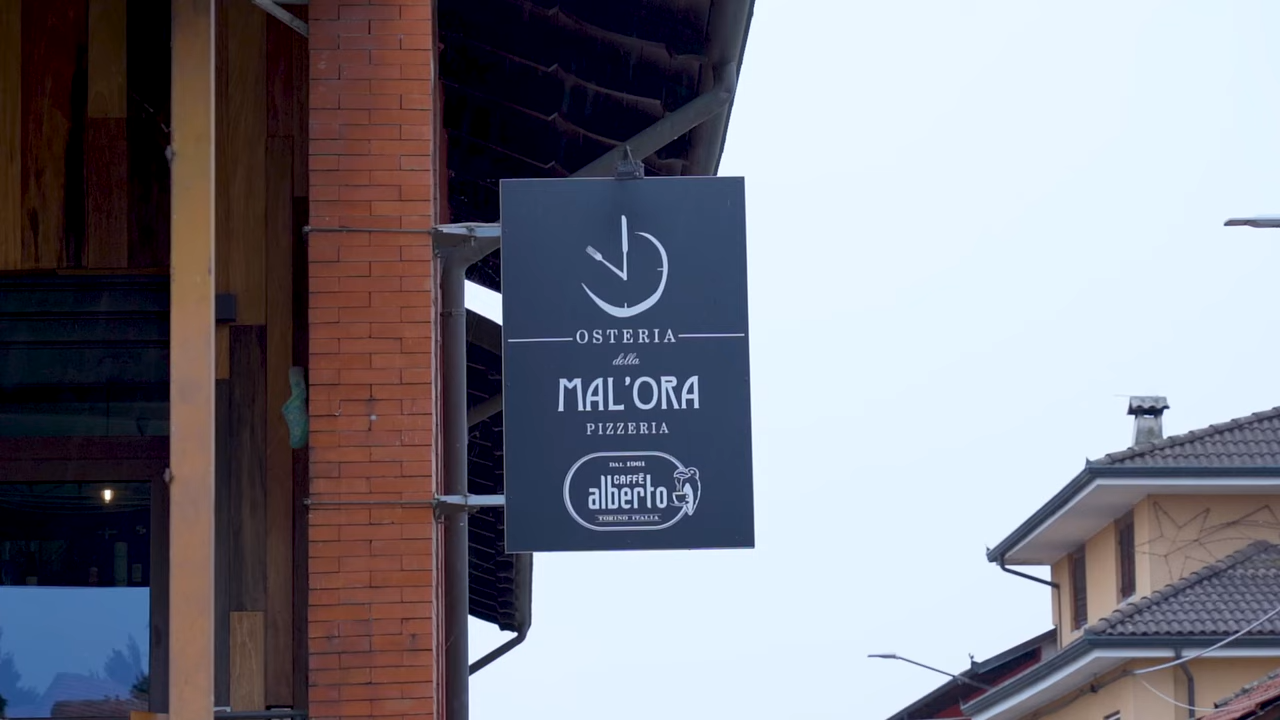 OSTERIA
della
MAL'ORA
PIZZERIA
DAL 1961
CAFFÈ
alberto
TORINO ITALIA